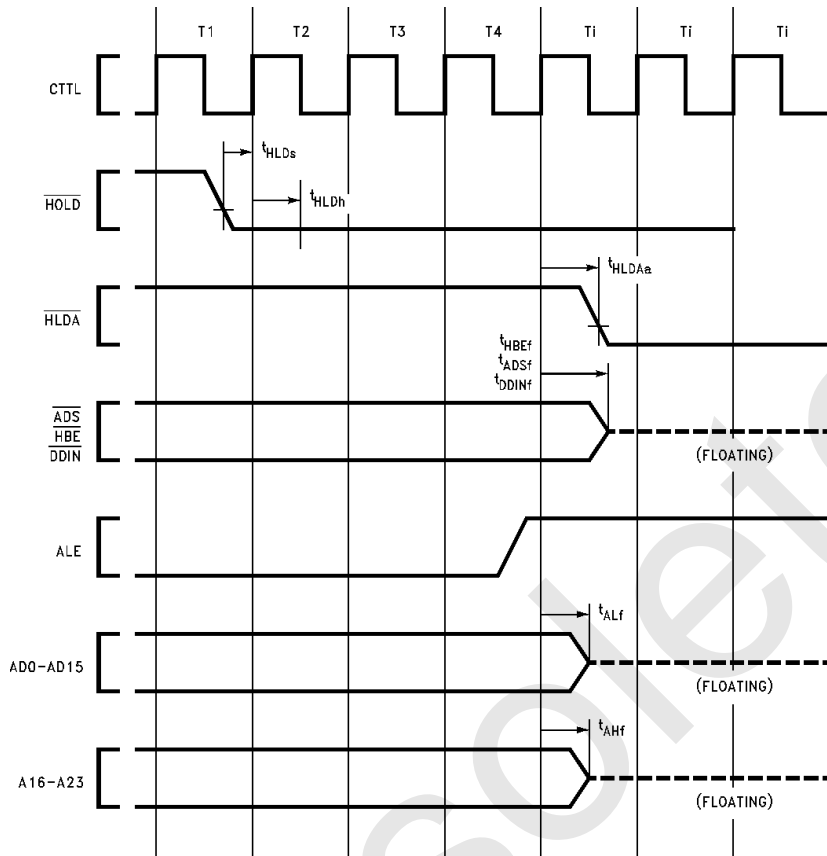 T1 T2 T3 T4 Ti Ti Ti
CTTL
tHLDs
HOLD
tHLDh
tHLDAa
HLDA
tHBEf
tADSf
tDDINf
ADS
HBE
DDIN
(FLOATING)
ALE
tALf
AD0-AD15
(FLOATING)
tAHf
A16-A23
(FLOATING)